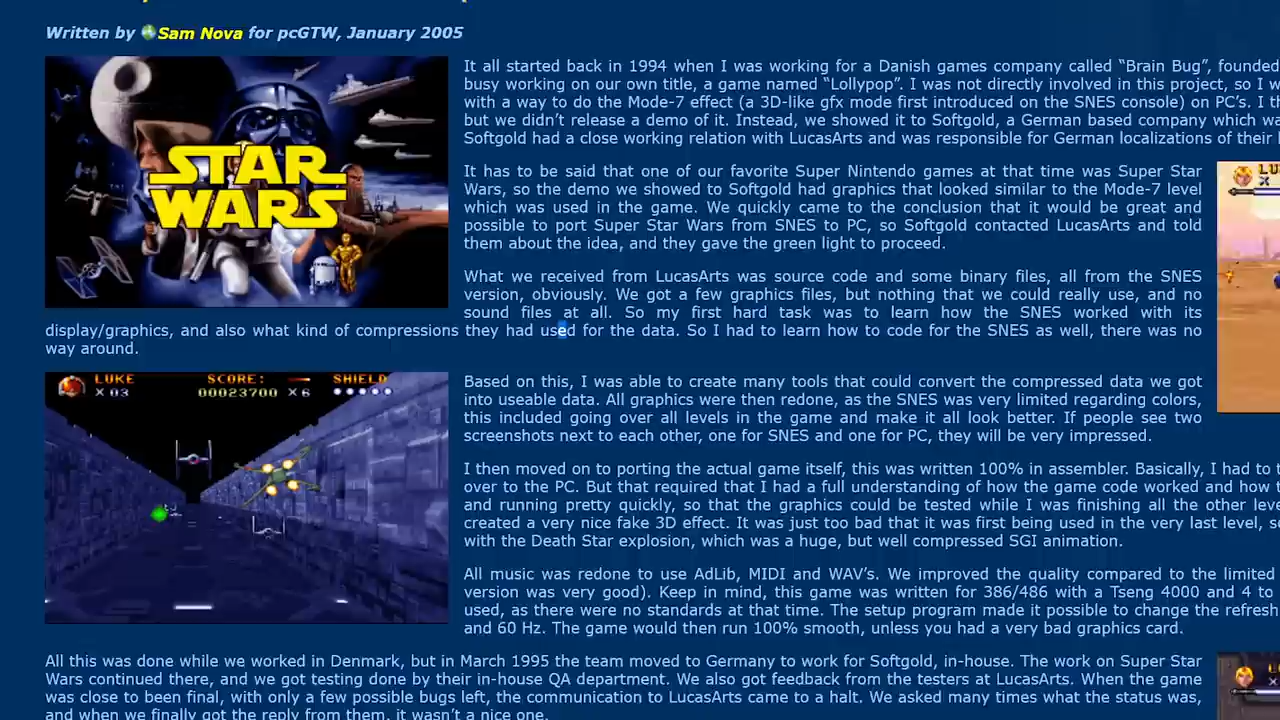 Written by Sam Nova for pcGTW, January 2005
STAR
WARS
It all started back in 1994 when I was working for a Danish games company called “Brain Bug”, founded
busy working on our own title, a game named “Lollypop”. I was not directly involved in this project, so I
with a way to do the Mode-7 effect (a 3D-like gfx mode first introduced on the SNES console) on PC’s. I
but we didn’t release a demo of it. Instead, we showed it to Softgold, a German based company which
Softgold had a close working relation with LucasArts and was responsible for German localizations of their
It has to be said that one of our favorite Super Nintendo games at that time was Super Star
Wars, so the demo we showed to Softgold had graphics that looked similar to the Mode-7 level
which was used in the game. We quickly came to the conclusion that it would be great and
possible to port Super Star Wars from SNES to PC, so Softgold contacted LucasArts and told
them about the idea, and they gave the green light to proceed.
What we received from LucasArts was source code and some binary files, all from the SNES
version, obviously. We got a few graphics files, but nothing that we could really use, and no
sound files at all. So my first hard task was to learn how the SNES worked with its
display/graphics, and also what kind of compressions they had used for the data. So I had to learn how to code for the SNES as well, there was no
way around.
LUKE SCORE: SHIELD
X 03 00023700 X 6
Based on this, I was able to create many tools that could convert the compressed data we got
into useable data. All graphics were then redone, as the SNES was very limited regarding colors,
this included going over all levels in the game and make it all look better. If people see two
screenshots next to each other, one for SNES and one for PC, they will be very impressed.
I then moved on to porting the actual game itself, this was written 100% in assembler. Basically, I had to
over to the PC. But that required that I had a full understanding of how the game code worked and how
and running pretty quickly, so that the graphics could be tested while I was finishing all the other
created a very nice fake 3D effect. It was just too bad that it was first being used in the very last level,
with the Death Star explosion, which was a huge, but well compressed SGI animation.
All music was redone to use AdLib, MIDI and WAV’s. We improved the quality compared to the limited
version was very good). Keep in mind, this game was written for 386/486 with a Tseng 4000 and 4 to
used, as there were no standards at that time. The setup program made it possible to change the refresh
and 60 Hz. The game would then run 100% smooth, unless you had a very bad graphics card.
All this was done while we worked in Denmark, but in March 1995 the team moved to Germany to work for Softgold, in-house. The work on Super Star
Wars continued there, and we got testing done by their in-house QA department. We also got feedback from the testers at LucasArts. When the game
was close to been final, with only a few possible bugs left, the communication to LucasArts came to a halt. We asked many times what the status was,
and when we finally got the reply from them, it wasn’t a nice one.